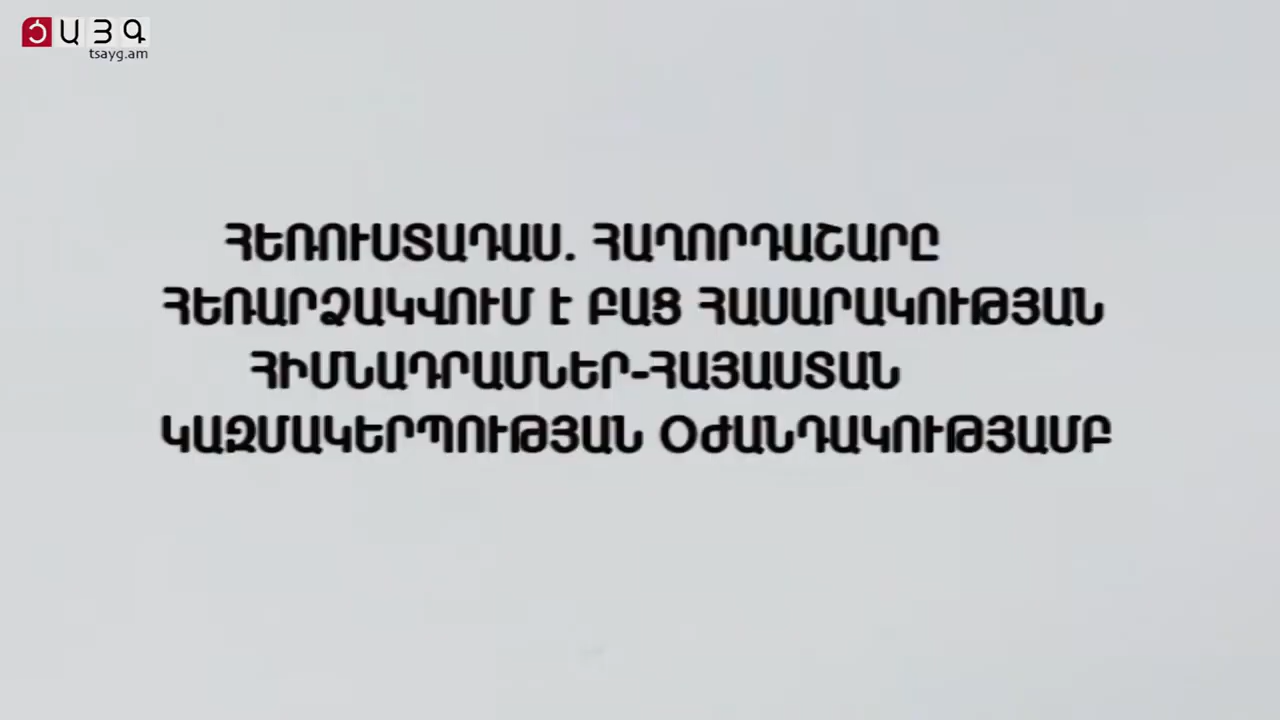 ԾԱՅԳ
tsayg.am
ՀԵՌՈՒՍՏԱԴԱՍ. ՀԱՂՈՐԴԱՇԱՐԸ
ՀԵՌԱՐՁԱԿՎՈՒՄ Է ԲԱՑ ՀԱՍԱՐԱԿՈՒԹՅԱՆ
ՀԻՄՆԱԴՐԱՄՆԵՐ-ՀԱՅԱՍՏԱՆ
ԿԱԶՄԱԿԵՐՊՈՒԹՅԱՆ ՕԺԱՆԴԱԿՈՒԹՅԱՄԲ